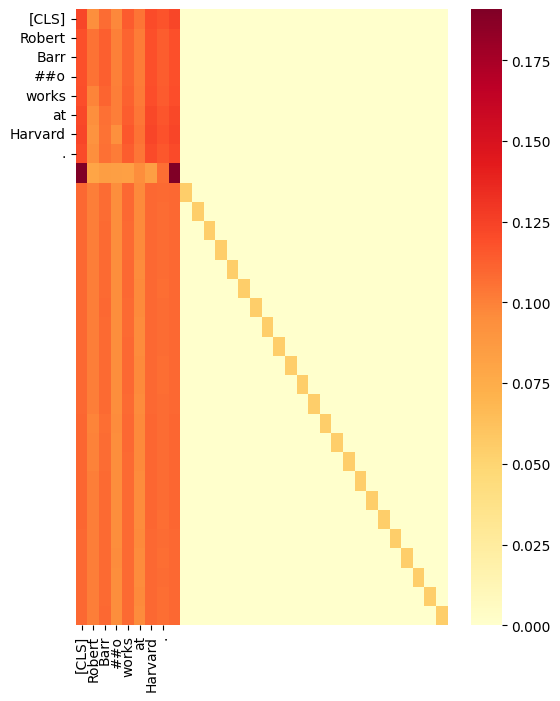 [CLS]
Robert
Barr
##o
works
at
Harvard
.
[CLS]
Robert
Barr
##o
works
at
Harvard
.
0.175
0.150
0.125
0.100
0.075
0.050
0.025
0.000